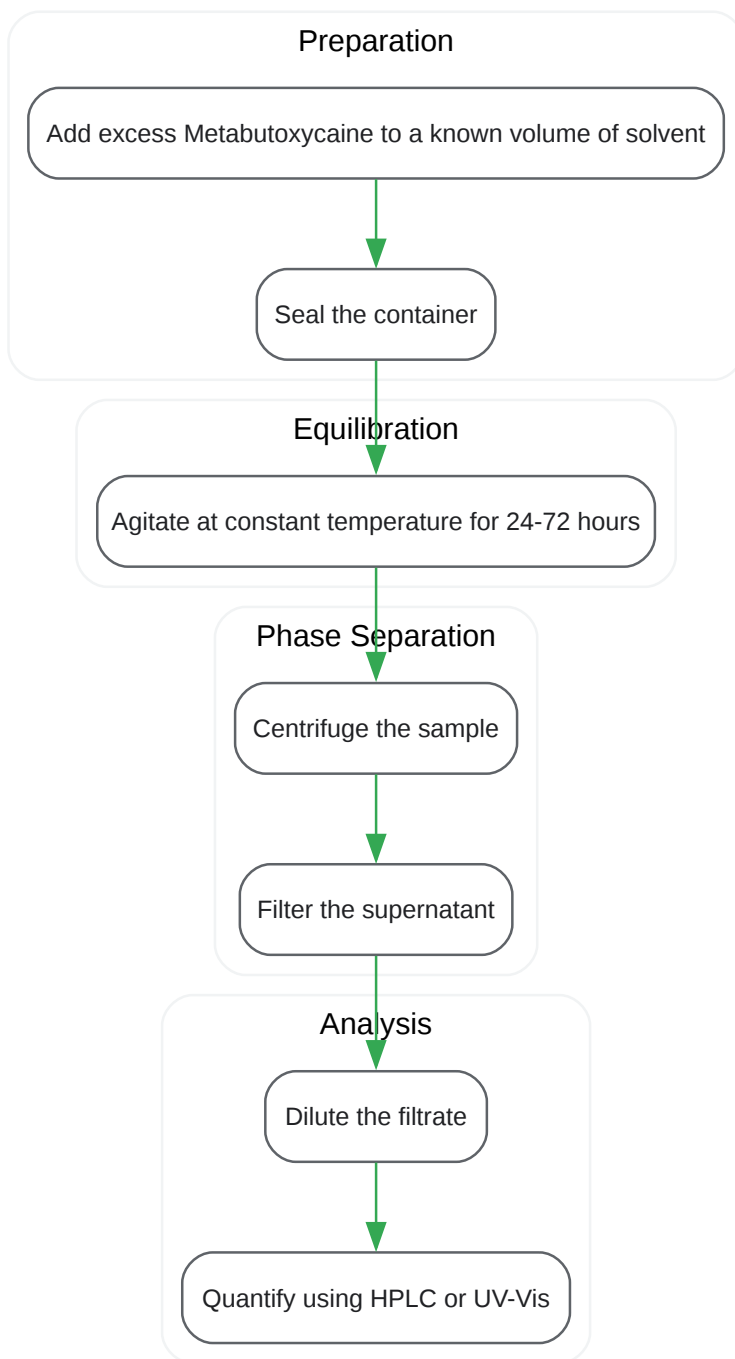 Preparation
Add excess Metabutoxycaine to a known volume of solvent
Seal the container
Equilibration
Agitate at constant temperature for 24-72 hours
Phase Separation
Centrifuge the sample
Filter the supernatant
Analysis
Dilute the filtrate
Quantify using HPLC or UV-Vis